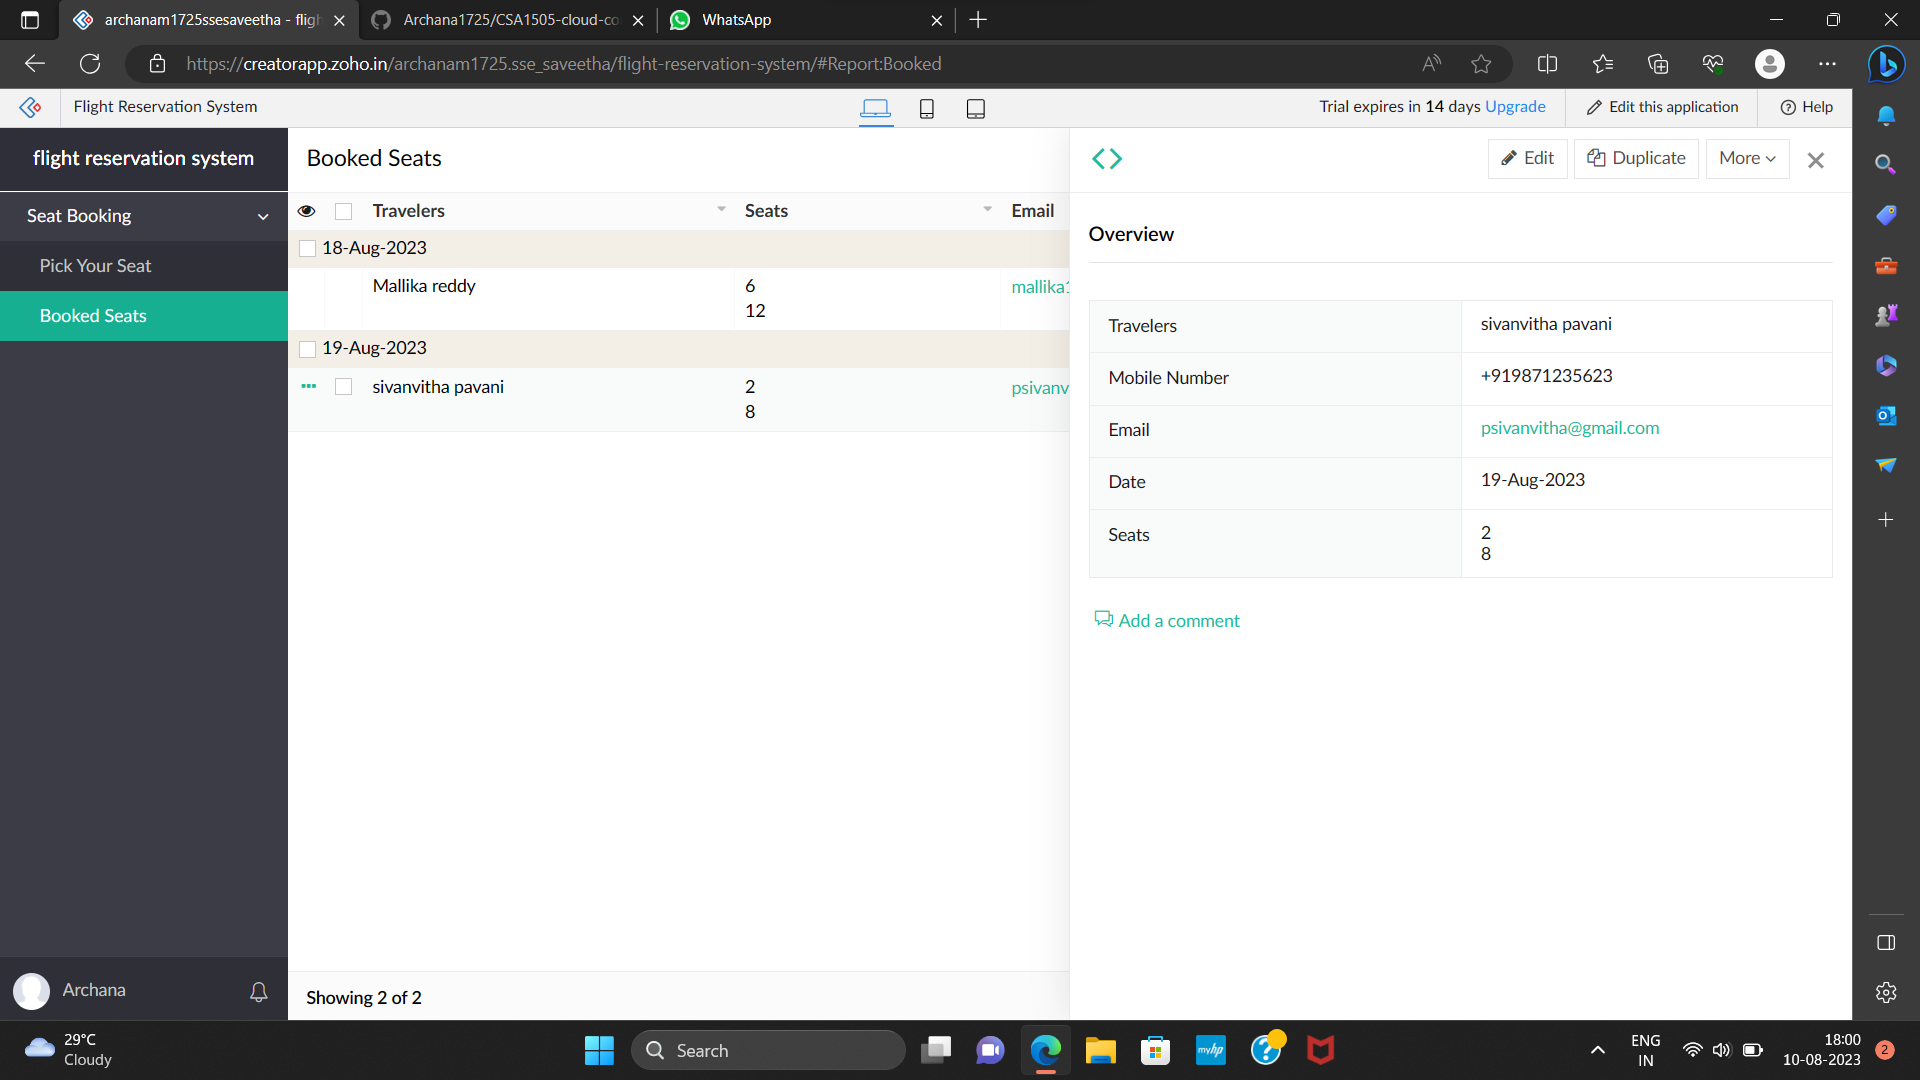 archanam1725ssesaveetha - fligh
Archana1725/CSA1505-cloud-co
WhatsApp
https://creatorapp.zoho.in/archanam1725.sse_saveetha/flight-reservation-system/#Report:Booked
Flight Reservation System
Trial expires in 14 days Upgrade
Edit this application
Help
flight reservation system
Seat Booking
Pick Your Seat
Booked Seats
Archana
Booked Seats
Travelers
Seats
Email
18-Aug-2023
Mallika reddy
6
12
mallika1
19-Aug-2023
sivanvitha pavani
2
8
psivanv
Showing 2 of 2
Edit
Duplicate
More
Overview
Travelers
sivanvitha pavani
Mobile Number
+919871235623
Email
psivanvitha@gmail.com
Date
19-Aug-2023
Seats
2
8
Add a comment
29°C
Cloudy
Search
myhp
ENG
IN
18:00
10-08-2023
2